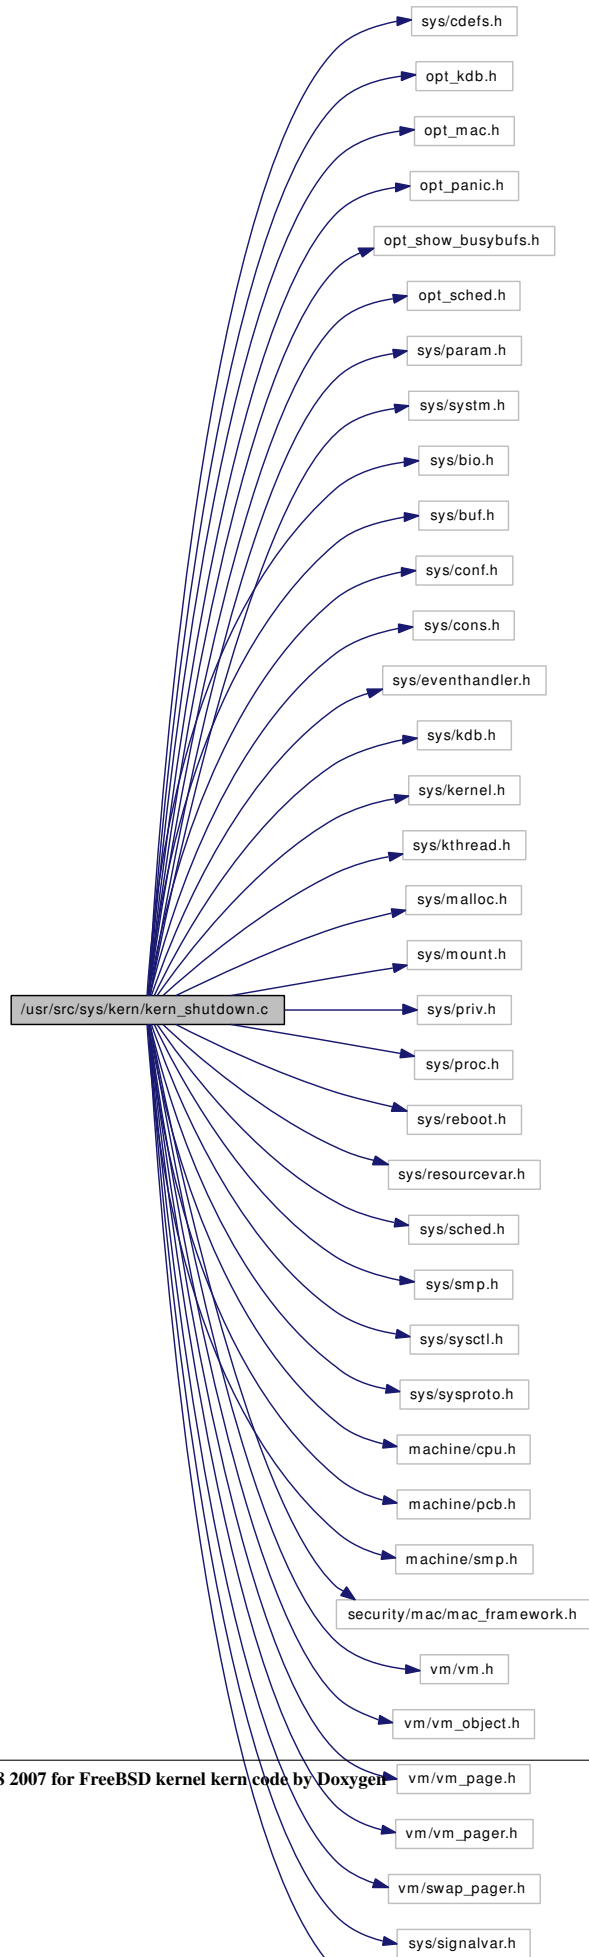 sys/cdefs.h
opt_kdb.h
opt_mac.h
opt_panic.h
opt_show_busybufs.h
opt_sched.h
sys/param.h
sys/systm.h
sys/bio.h
sys/buf.h
sys/conf.h
sys/cons.h
sys/eventhandler.h
sys/kdb.h
sys/kernel.h
sys/kthread.h
sys/malloc.h
sys/mount.h
/usr/src/sys/kern/kern_shutdown.c
sys/priv.h
sys/proc.h
sys/reboot.h
sys/resourcevar.h
sys/sched.h
sys/smp.h
sys/sysctl.h
sys/sysproto.h
machine/cpu.h
machine/pcb.h
machine/smp.h
security/mac/mac_framework.h
vm/vm.h
vm/vm_object.h
8 2007 for FreeBSD kernel kern code by Doxygen
vm/vm_page.h
vm/vm_pager.h
vm/swap_pager.h
sys/signalvar.h